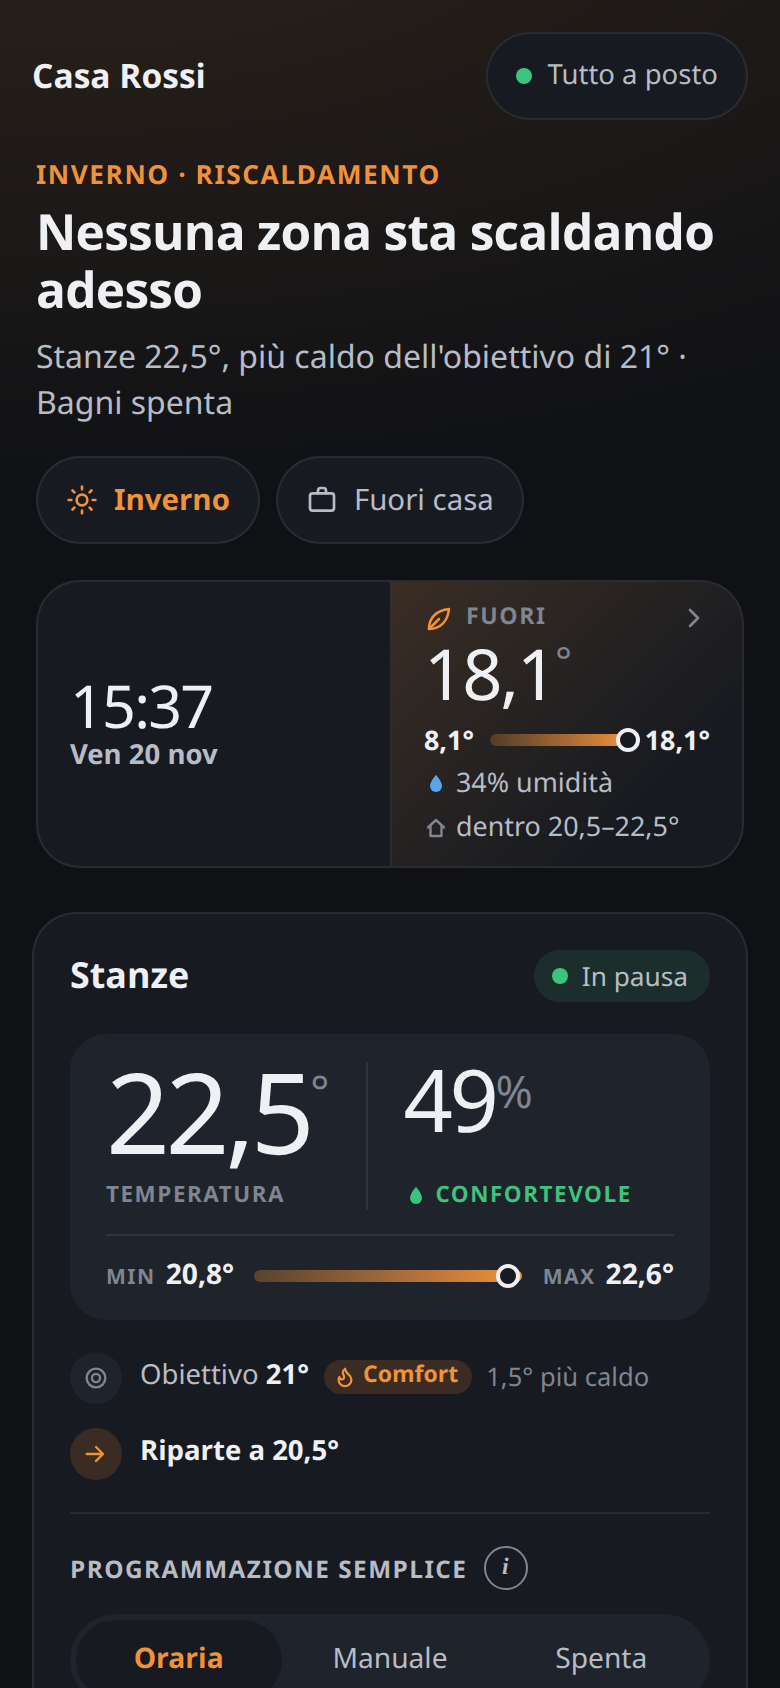 Casa Rossi
Tutto a posto
INVERNO · RISCALDAMENTO
Nessuna zona sta scaldando
adesso
Stanze 22,5°, più caldo dell'obiettivo di 21° ·
Bagni spenta
Inverno
Fuori casa
15:37
Ven 20 nov
FUORI
18,1°
8,1° 18,1°
34% umidità
dentro 20,5–22,5°
Stanze
In pausa
22,5°
TEMPERATURA
49%
CONFORTEVOLE
MIN 20,8° MAX 22,6°
Obiettivo 21° Comfort 1,5° più caldo
Riparte a 20,5°
PROGRAMMAZIONE SEMPLICE i
Oraria Manuale Spenta